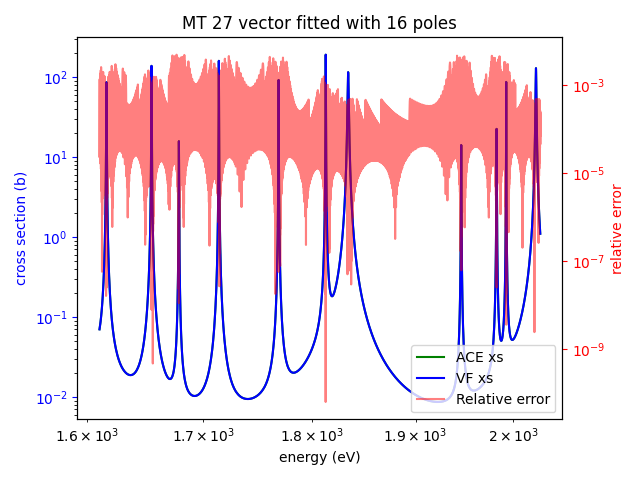 MT 27 vector fitted with 16 poles
cross section (b)
10²
10¹
10⁰
10⁻¹
10⁻²
10⁻³
10⁻⁵
10⁻⁷
10⁻⁹
relative error
ACE xs
VF xs
Relative error
1.6 × 10³ 1.7 × 10³ 1.8 × 10³ 1.9 × 10³ 2 × 10³
energy (eV)